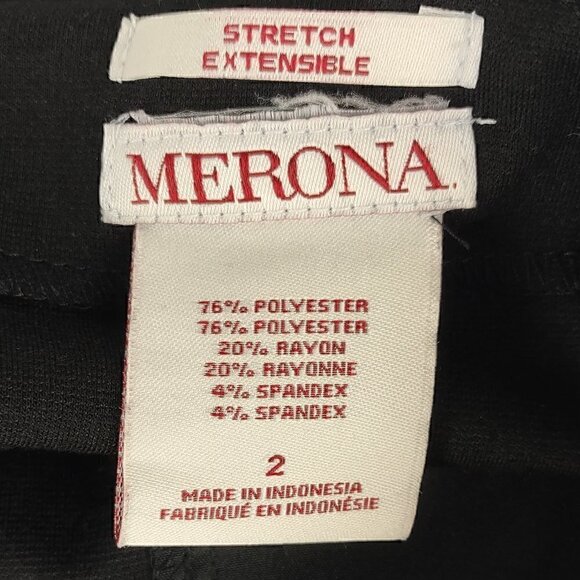 STRETCH
EXTENSIBLE
MERONA.
76% POLYESTER
76% POLYESTER
20% RAYON
20% RAYONNE
4% SPANDEX
4% SPANDEX
2
MADE IN INDONESIA
FABRIQUÉ EN INDONÉSIE